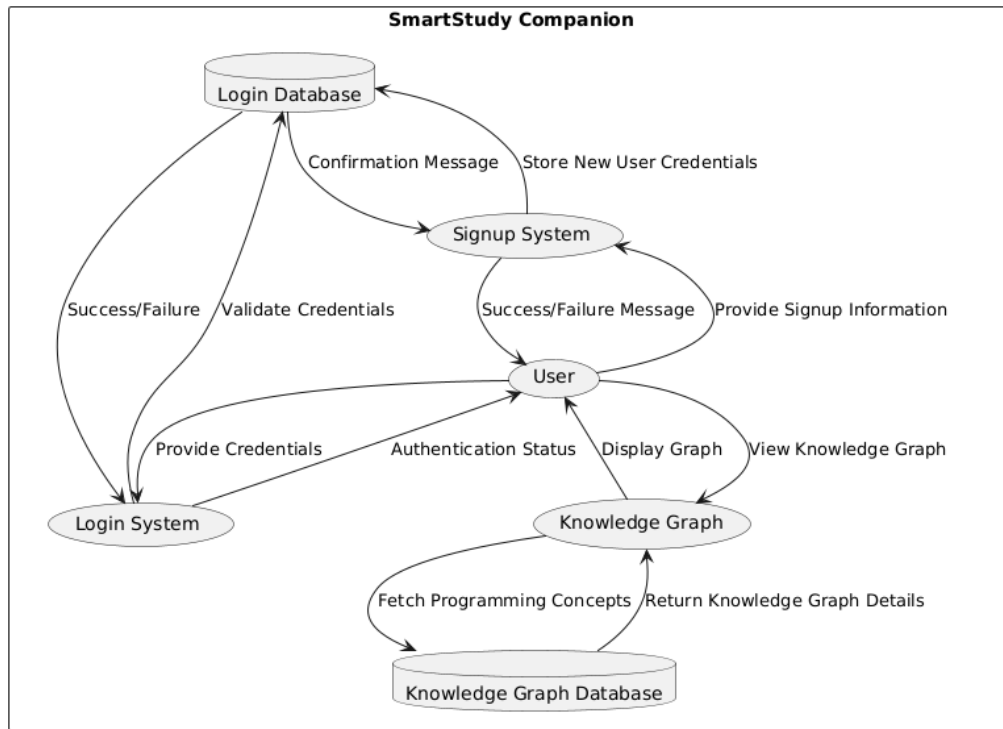 SmartStudy Companion
Login Database
Confirmation Message
Store New User Credentials
Signup System
Success/Failure
Validate Credentials
Success/Failure Message
Provide Signup Information
User
Provide Credentials
Authentication Status
Display Graph
View Knowledge Graph
Login System
Knowledge Graph
Fetch Programming Concepts
Return Knowledge Graph Details
Knowledge Graph Database